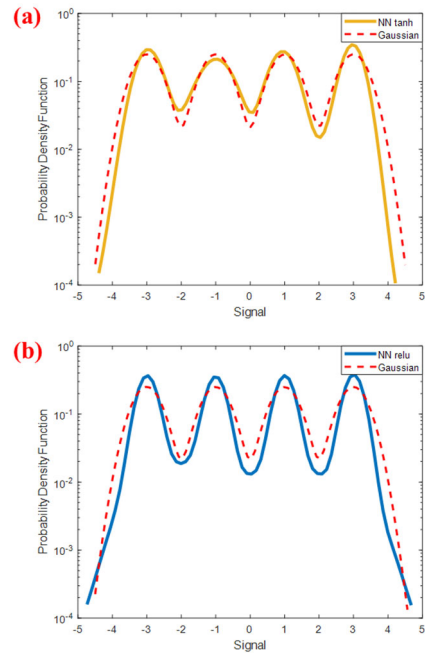 (a)
10^0
NN tanh
Gaussian
10^-1
10^-2
10^-3
10^-4
Probability Density Function
-5 -4 -3 -2 -1 0 1 2 3 4 5
Signal
(b)
10^0
NN relu
Gaussian
10^-1
10^-2
10^-3
10^-4
Probability Density Function
-5 -4 -3 -2 -1 0 1 2 3 4 5
Signal